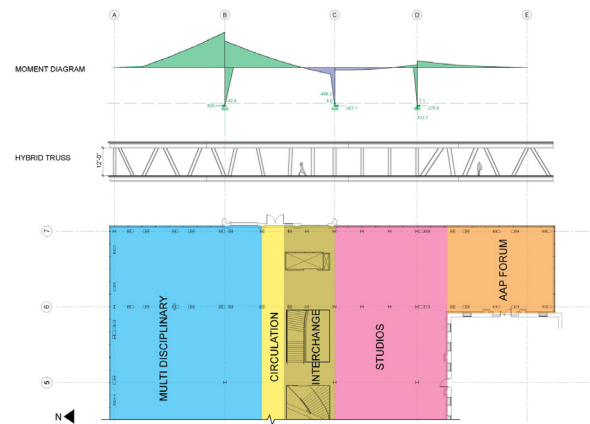 A B C D E
MOMENT DIAGRAM
HYBRID TRUSS
12'-0"
7
6
5
MULTI DISCIPLINARY
CIRCULATION
INTERCHANGE
STUDIOS
AAP FORUM
N